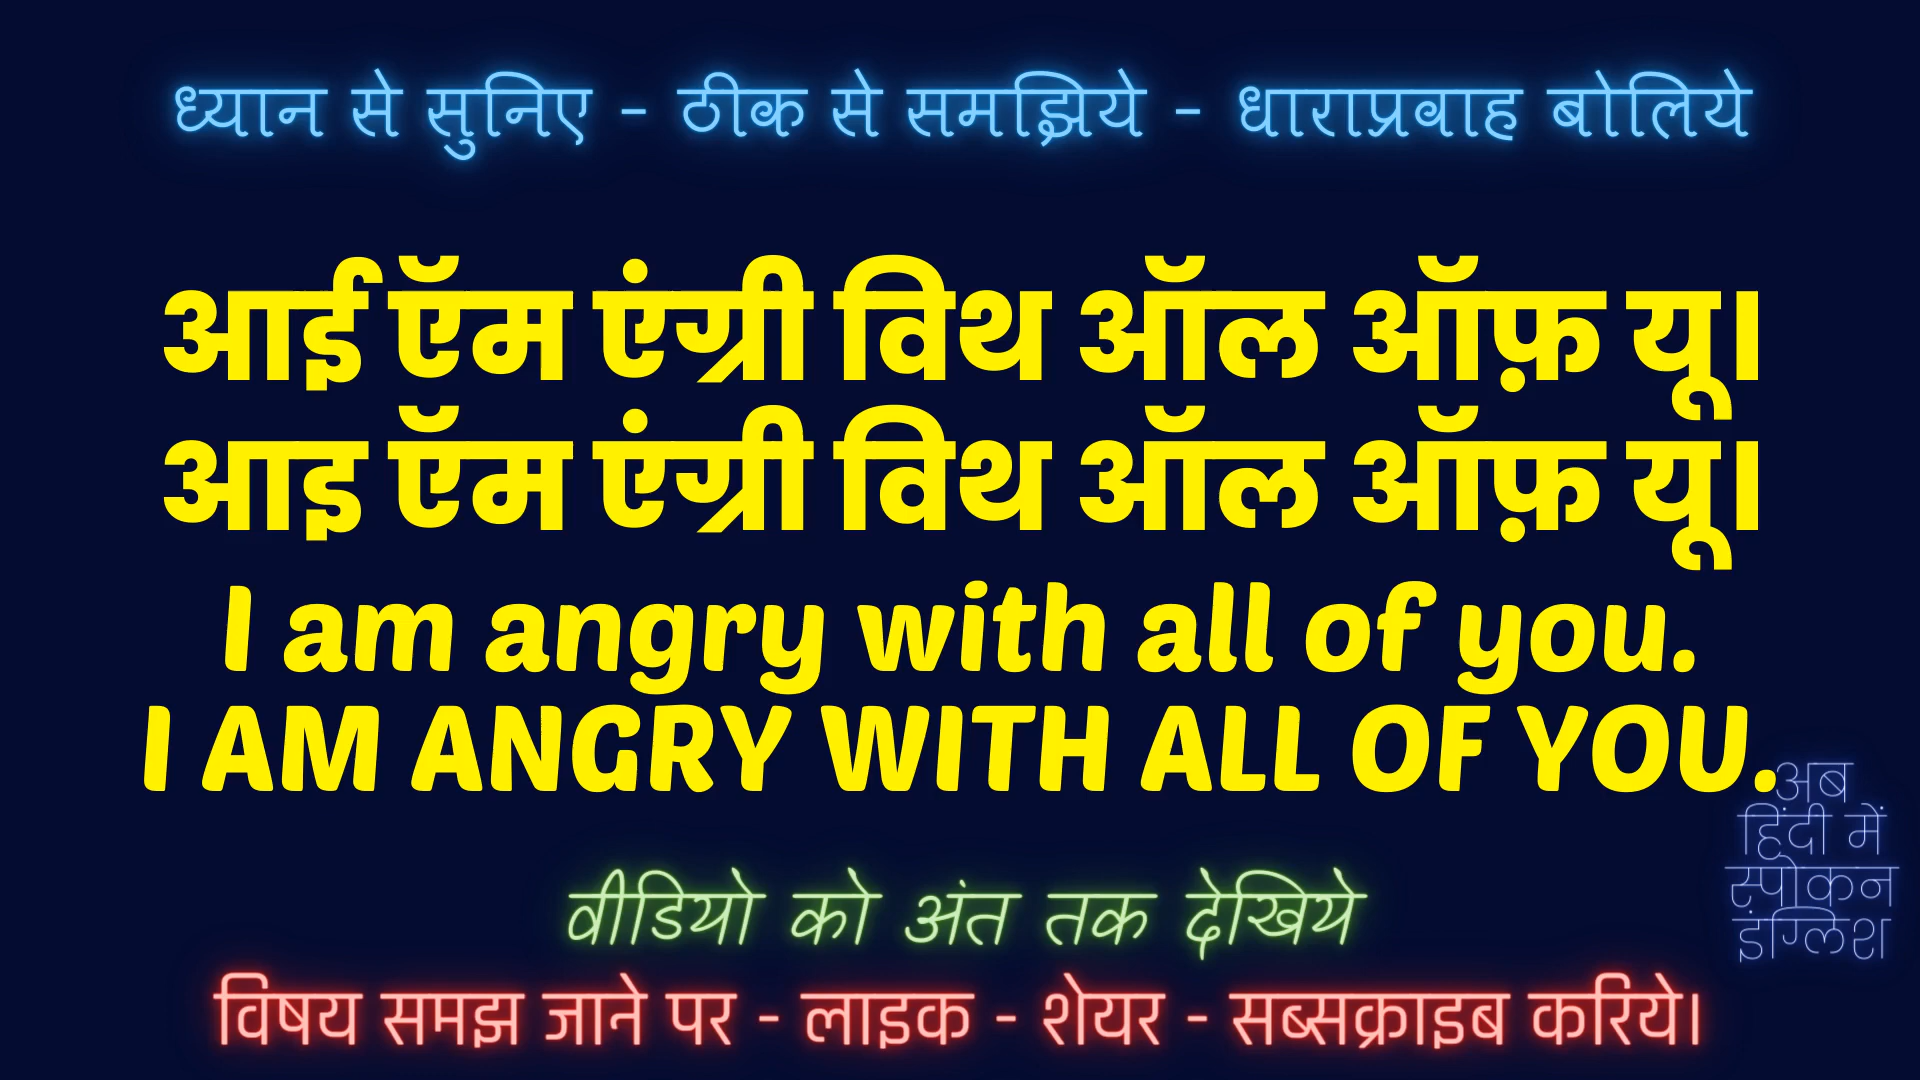 ध्यान से सुनिए - ठीक से समझिये - धाराप्रवाह बोलिये
आई ऍम एंग्री विथ ऑल ऑफ़ यू।
आइ ऍम एंग्री विथ ऑल ऑफ़ यू।
I am angry with all of you.
I AM ANGRY WITH ALL OF YOU.
अब
हिंदी में
स्पोकन
इंग्लिश
वीडियो को अंत तक देखिये
विषय समझ जाने पर - लाइक - शेयर - सब्सक्राइब करिये।